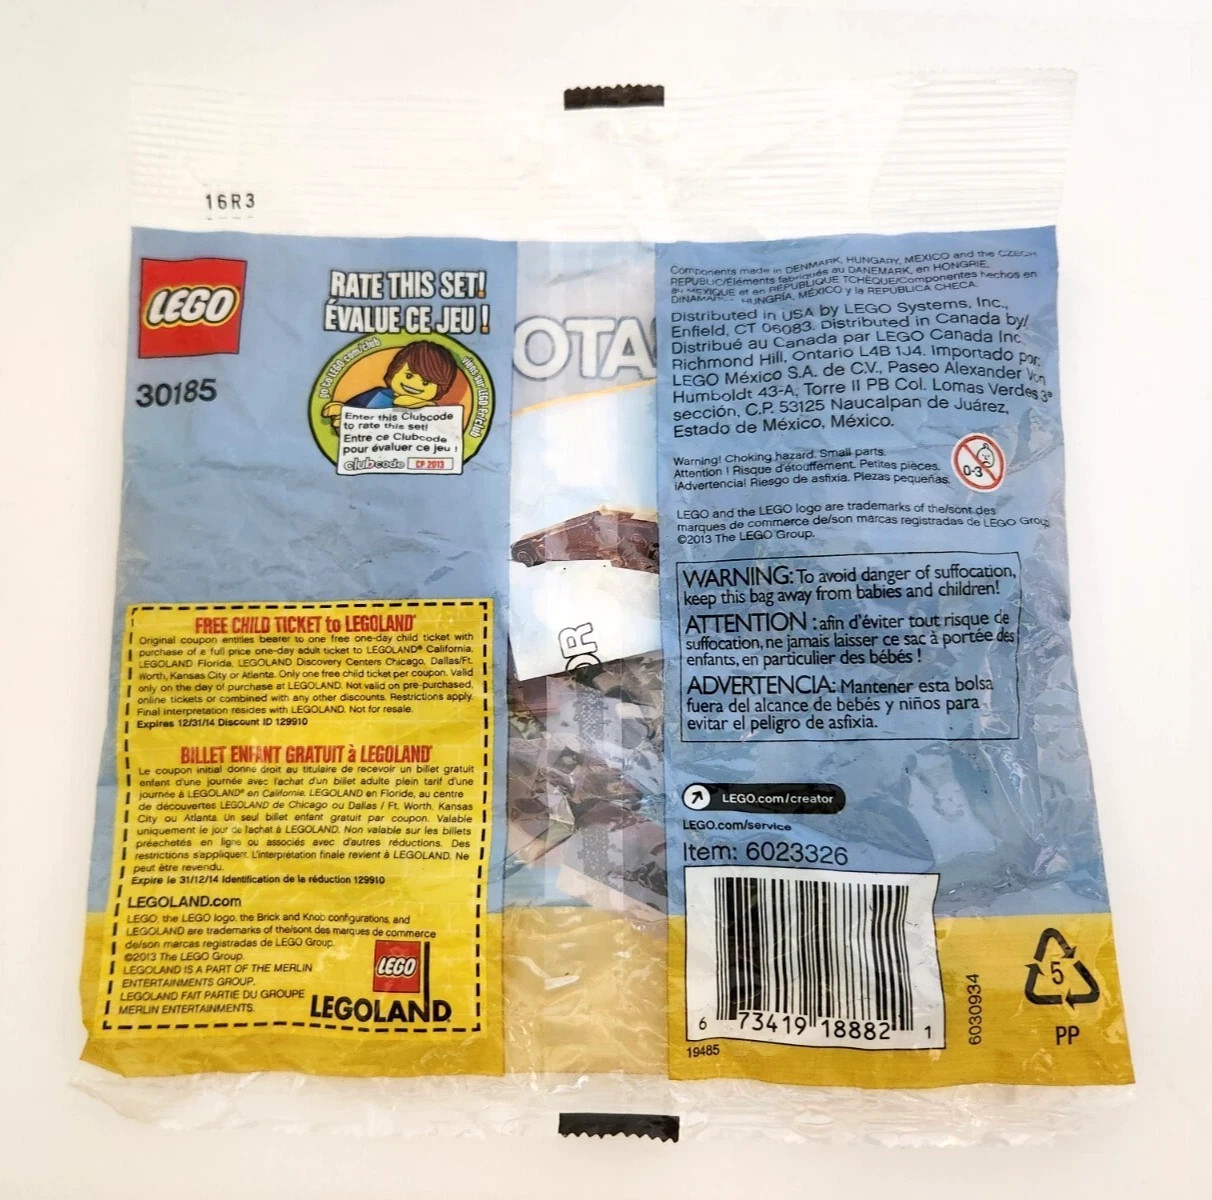 16R3
LEGO
30185
RATE THIS SET!
ÉVALUE CE JEU !
go to LEGO.com/club
viens sur LEGO.fr/club
Enter this Clubcode
to rate this set!
Entre ce Clubcode
pour évaluer ce jeu !
clubcode CP 2013
OTA
OR
FREE CHILD TICKET to LEGOLAND®
Original coupon entitles bearer to one free one-day child ticket with
purchase of a full price one-day adult ticket to LEGOLAND® California,
LEGOLAND Florida, LEGOLAND Discovery Centers Chicago, Dallas/Ft.
Worth, Kansas City or Atlanta. Only one free child ticket per coupon. Valid
only on the day of purchase at LEGOLAND. Not valid on pre-purchased,
online tickets or combined with any other discounts. Restrictions apply.
Final interpretation resides with LEGOLAND. Not for resale.
Expires 12/31/14 Discount ID 129910
BILLET ENFANT GRATUIT à LEGOLAND®
Le coupon initial donne droit au titulaire de recevoir un billet gratuit
enfant d'une journée avec l'achat d'un billet adulte plein tarif d'une
journée à LEGOLAND® en Californie, LEGOLAND en Floride, au centre
de découvertes LEGOLAND de Chicago ou Dallas / Ft. Worth, Kansas
City ou Atlanta. Un seul billet enfant gratuit par coupon. Valable
uniquement le jour de l'achat à LEGOLAND. Non valable sur les billets
préachetés en ligne ou associés avec d'autres réductions. Des
restrictions s'appliquent. L'interprétation finale revient à LEGOLAND. Ne
peut être revendu.
Expire le 31/12/14 Identification de la réduction 129910
LEGOLAND.com
LEGO, the LEGO logo, the Brick and Knob configurations, and
LEGOLAND are trademarks of the/sont des marques de commerce
de/son marcas registradas de LEGO Group.
©2013 The LEGO Group.
LEGOLAND IS A PART OF THE MERLIN
ENTERTAINMENTS GROUP.
LEGOLAND FAIT PARTIE DU GROUPE
MERLIN ENTERTAINMENTS.
LEGO
LEGOLAND
Components made in DENMARK, HUNGARY, MEXICO and the CZECH
REPUBLIC/Éléments fabriqués au DANEMARK, en HONGRIE,
au MEXIQUE et en RÉPUBLIQUE TCHÈQUE/Componentes hechos en
HUNGRÍA, MÉXICO y la REPÚBLICA CHECA.
Distributed in USA by LEGO Systems, Inc.,
Enfield, CT 06083. Distributed in Canada by/
Distribué au Canada par LEGO Canada Inc.
Richmond Hill, Ontario L4B 1J4. Importado por:
LEGO México S.A. de C.V., Paseo Alexander Von
Humboldt 43-A, Torre II PB Col. Lomas Verdes 3ª
sección, C.P. 53125 Naucalpan de Juárez,
Estado de México, México.
Warning! Choking hazard. Small parts.
Attention ! Risque d'étouffement. Petites pièces.
¡Advertencia! Riesgo de asfixia. Piezas pequeñas.
0-3
LEGO and the LEGO logo are trademarks of the/sont des
marques de commerce de/son marcas registradas de LEGO Group.
©2013 The LEGO Group.
WARNING: To avoid danger of suffocation,
keep this bag away from babies and children!
ATTENTION : afin d'éviter tout risque de
suffocation, ne jamais laisser ce sac à portée des
enfants, en particulier des bébés !
ADVERTENCIA: Mantener esta bolsa
fuera del alcance de bebés y niños para
evitar el peligro de asfixia.
LEGO.com/creator
LEGO.com/service
Item: 6023326
6 73419 18882 1
19485
6030934
5
PP